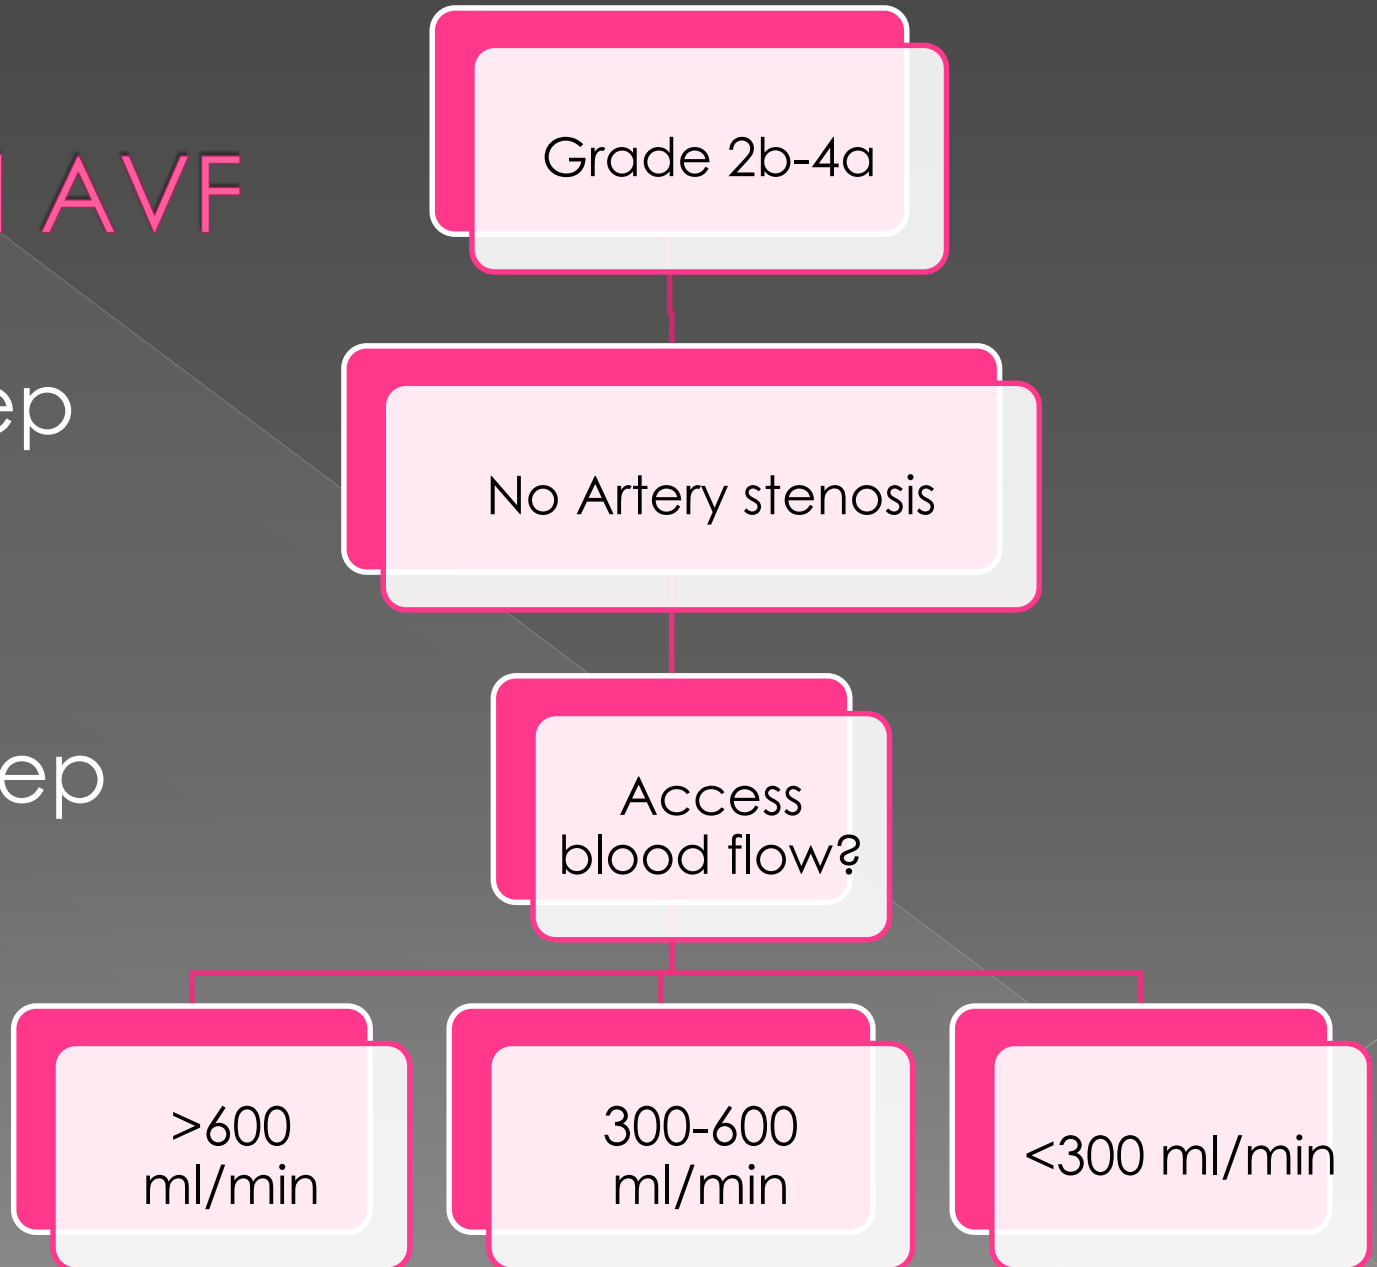 Grade 2b-4a
AVF
ep
No Artery stenosis
ep
Access
blood flow?
>600
ml/min
300-600
ml/min
<300 ml/min